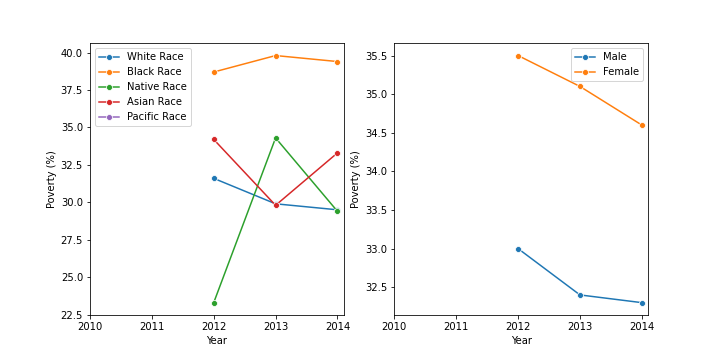 40.0
37.5
35.0
32.5
30.0
27.5
25.0
22.5
Poverty (%)
2010 2011 2012 2013 2014
Year
White Race
Black Race
Native Race
Asian Race
Pacific Race
35.5
35.0
34.5
34.0
33.5
33.0
32.5
Poverty (%)
2010 2011 2012 2013 2014
Year
Male
Female